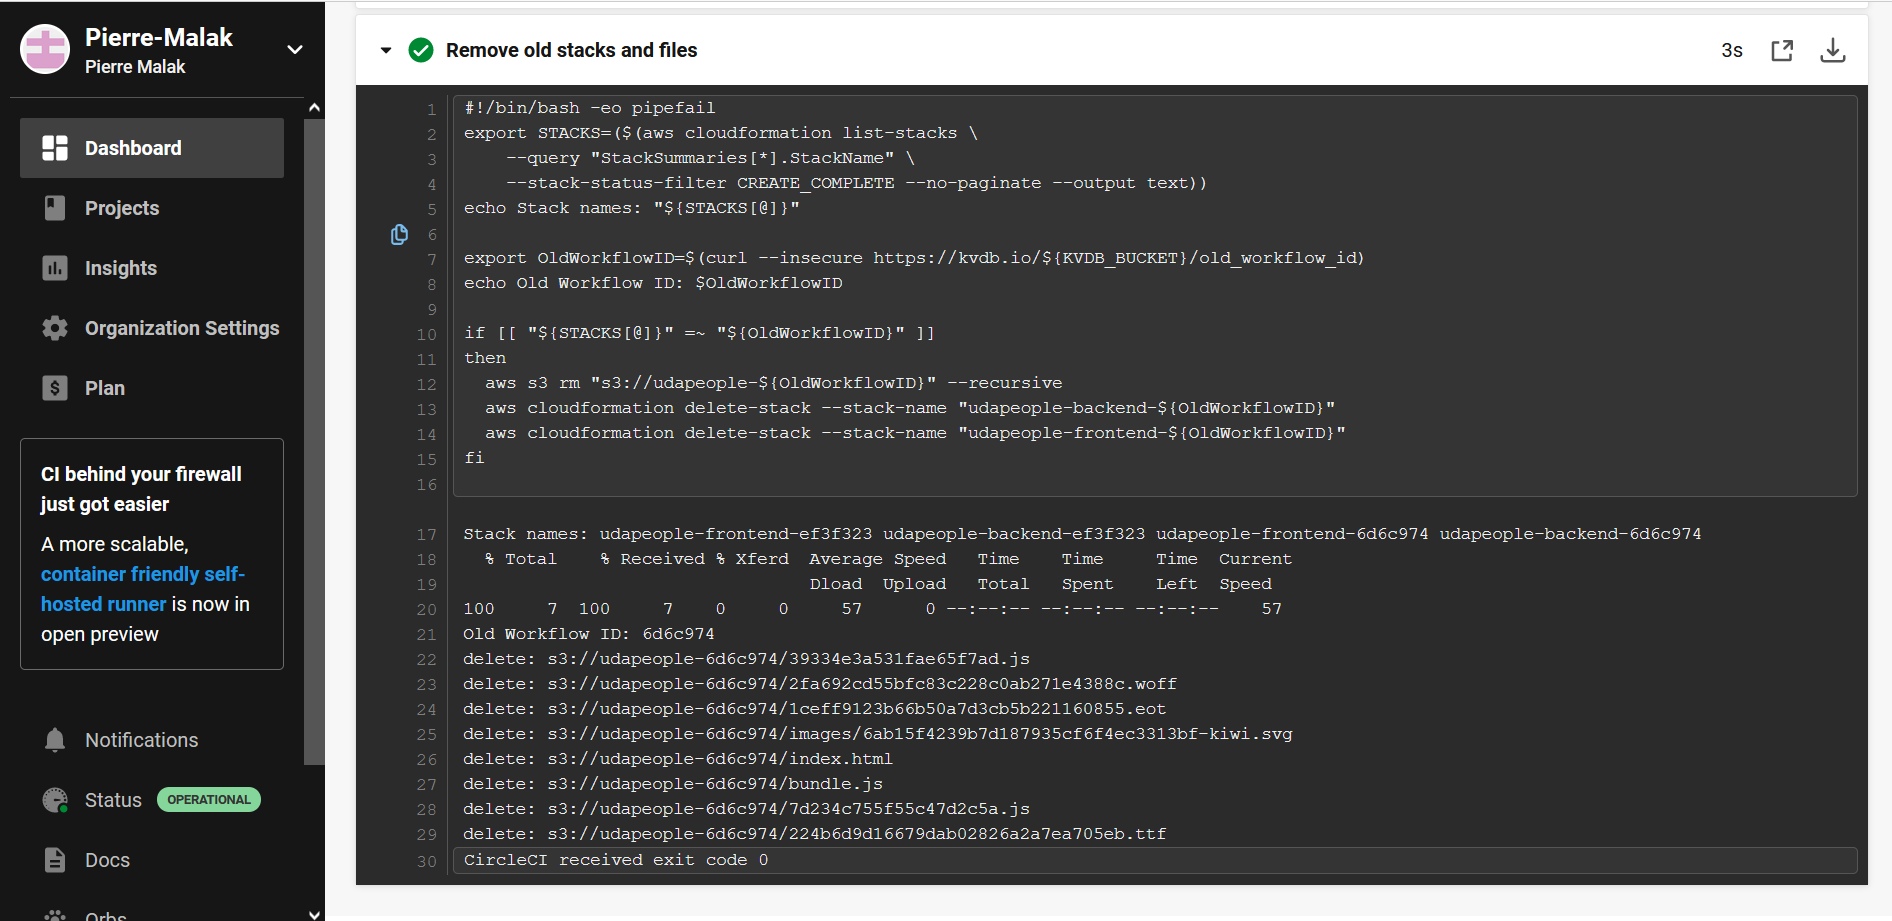 Pierre-Malak
Pierre Malak
Dashboard
Projects
Insights
Organization Settings
Plan
CI behind your firewall
just got easier
A more scalable,
container friendly self-
hosted runner is now in
open preview
Notifications
Status OPERATIONAL
Docs
Orbs
Remove old stacks and files
3s
1 #!/bin/bash -eo pipefail
2 export STACKS=($(aws cloudformation list-stacks \
3     --query "StackSummaries[*].StackName" \
4     --stack-status-filter CREATE_COMPLETE --no-paginate --output text))
5 echo Stack names: "${STACKS[@]}"
6
7 export OldWorkflowID=$(curl --insecure https://kvdb.io/${KVDB_BUCKET}/old_workflow_id)
8 echo Old Workflow ID: $OldWorkflowID
9
10 if [[ "${STACKS[@]}" =~ "${OldWorkflowID}" ]]
11 then
12   aws s3 rm "s3://udapeople-${OldWorkflowID}" --recursive
13   aws cloudformation delete-stack --stack-name "udapeople-backend-${OldWorkflowID}"
14   aws cloudformation delete-stack --stack-name "udapeople-frontend-${OldWorkflowID}"
15 fi
16
17 Stack names: udapeople-frontend-ef3f323 udapeople-backend-ef3f323 udapeople-frontend-6d6c974 udapeople-backend-6d6c974
18   % Total    % Received % Xferd  Average Speed   Time    Time     Time  Current
19                                  Dload  Upload   Total   Spent    Left  Speed
20 100     7  100     7    0     0     57      0 --:--:-- --:--:-- --:--:--    57
21 Old Workflow ID: 6d6c974
22 delete: s3://udapeople-6d6c974/39334e3a531fae65f7ad.js
23 delete: s3://udapeople-6d6c974/2fa692cd55bfc83c228c0ab271e4388c.woff
24 delete: s3://udapeople-6d6c974/1ceff9123b66b50a7d3cb5b221160855.eot
25 delete: s3://udapeople-6d6c974/images/6ab15f4239b7d187935cf6f4ec3313bf-kiwi.svg
26 delete: s3://udapeople-6d6c974/index.html
27 delete: s3://udapeople-6d6c974/bundle.js
28 delete: s3://udapeople-6d6c974/7d234c755f55c47d2c5a.js
29 delete: s3://udapeople-6d6c974/224b6d9d16679dab02826a2a7ea705eb.ttf
30 CircleCI received exit code 0